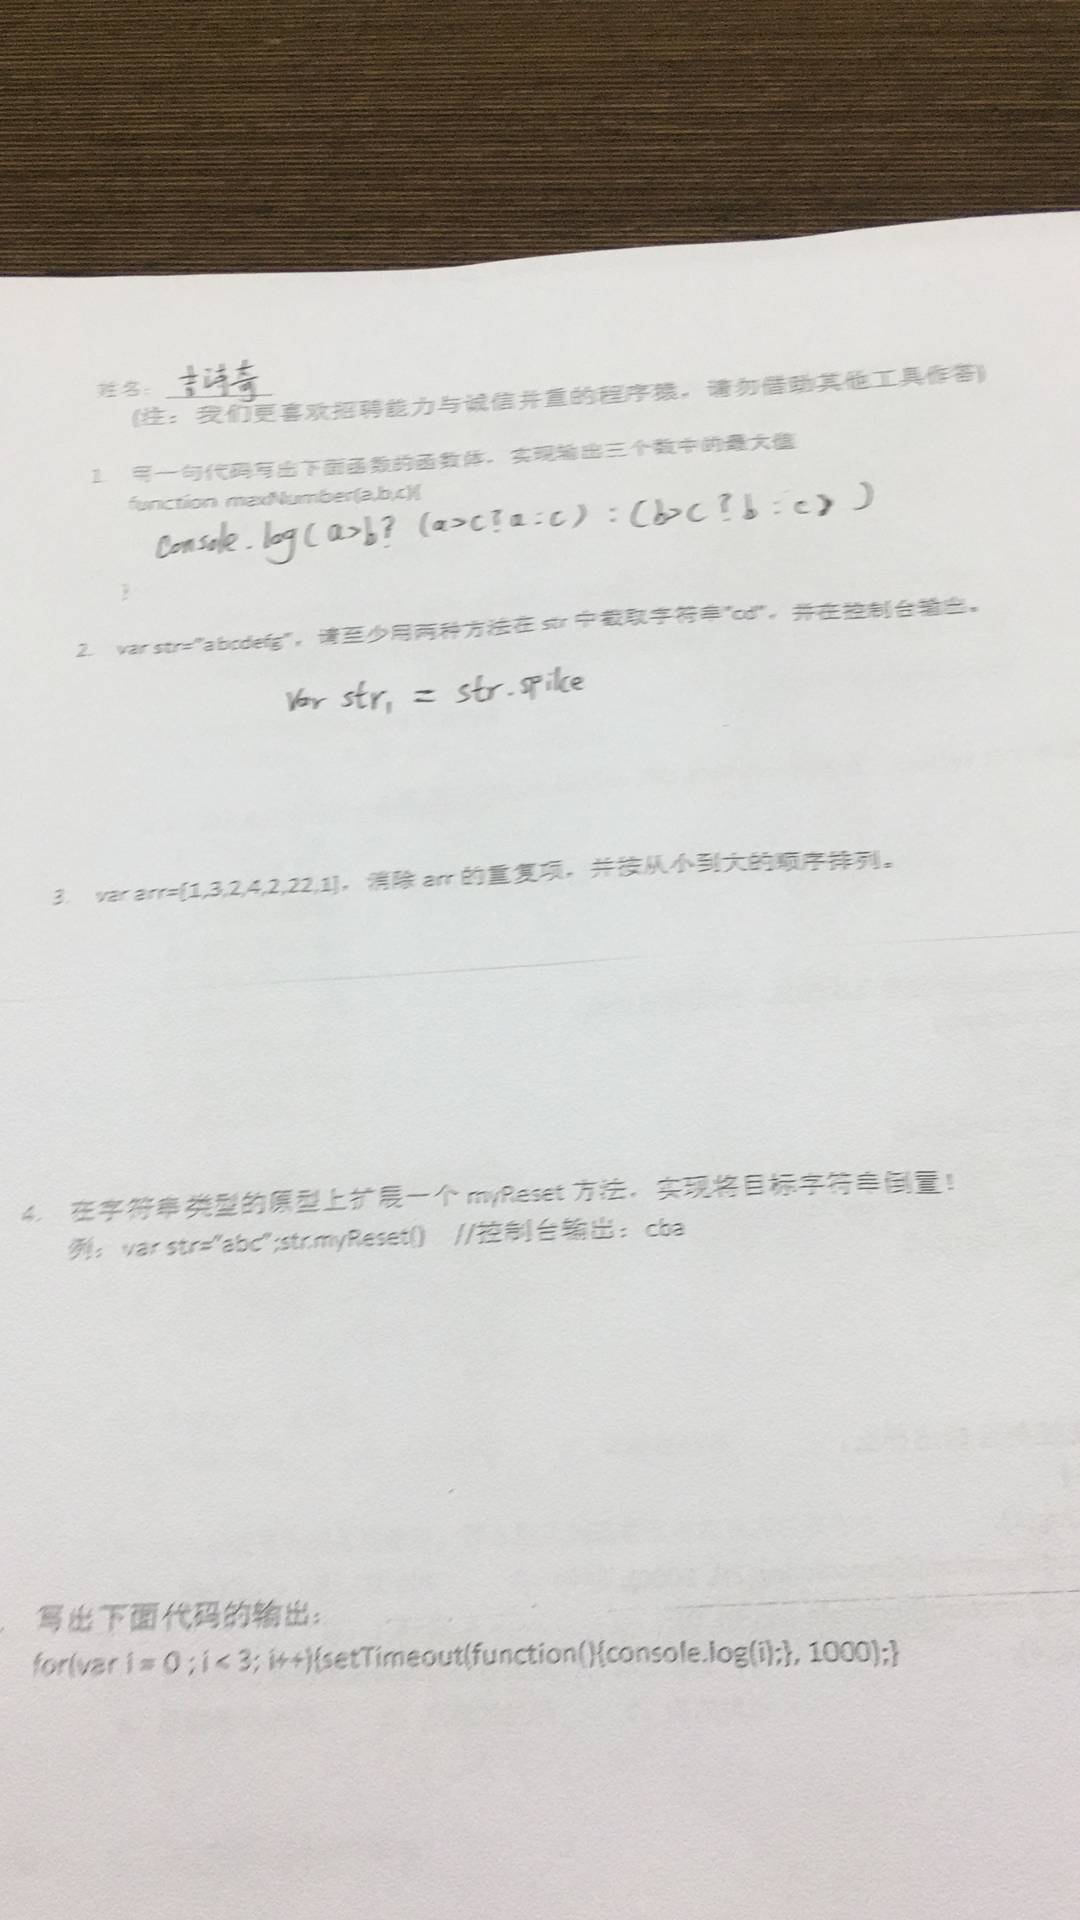 姓名：吉诗奇
(注：我们更喜欢招聘能力与诚信并重的程序猿，请勿借助其他工具作答)
1. 用一句代码写出下面函数的函数体，实现输出三个数中的最大值
function maxNumber(a,b,c){
console.log(a>b?(a>c?a:c):(b>c?b:c))
}
2. var str="abcdefg"，请至少用两种方法在 str 中截取字符串"cd"，并在控制台输出。
Var str1 = str.spike
3. var arr=[1,3,2,4,2,22,1]，清除 arr 的重复项，并按从小到大的顺序排列。
4. 在字符串类型的原型上扩展一个 myReset 方法，实现将目标字符串倒置！
例：var str="abc";str.myReset() //控制台输出：cba
写出下面代码的输出：
for(var i = 0 ; i < 3; i++){setTimeout(function(){console.log(i);}, 1000);}